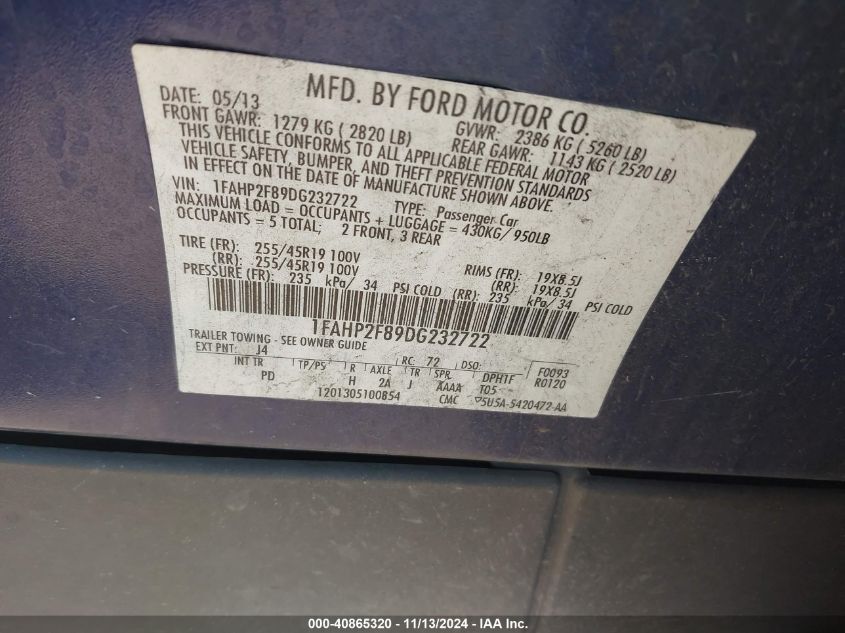 MFD. BY FORD MOTOR CO.
DATE: 05/13 GVWR: 2386 KG ( 5260 LB)
FRONT GAWR: 1279 KG ( 2820 LB) REAR GAWR: 1143 KG ( 2520 LB)
THIS VEHICLE CONFORMS TO ALL APPLICABLE FEDERAL MOTOR
VEHICLE SAFETY, BUMPER, AND THEFT PREVENTION STANDARDS
IN EFFECT ON THE DATE OF MANUFACTURE SHOWN ABOVE.
VIN: 1FAHP2F89DG232722 TYPE: Passenger Car
MAXIMUM LOAD = OCCUPANTS + LUGGAGE = 430KG/ 950LB
OCCUPANTS = 5 TOTAL; 2 FRONT, 3 REAR
TIRE (FR): 255/45R19 100V RIMS (FR): 19X8.5J
(RR): 255/45R19 100V (RR): 19X8.5J
PRESSURE (FR): 235 kPa/ 34 PSI COLD (RR): 235 kPa/ 34 PSI COLD
1FAHP2F89DG232722
TRAILER TOWING - SEE OWNER GUIDE
EXT PNT: J4 RC: 72 DSO: F0093
INT TR TP/PS R AXLE TR SPR DPHTF R0120
PD H 2A J AAAA T05
1201305100854 CMC 5U5A-5420472-AA
000-40865320 - 11/13/2024 - IAAI Inc.